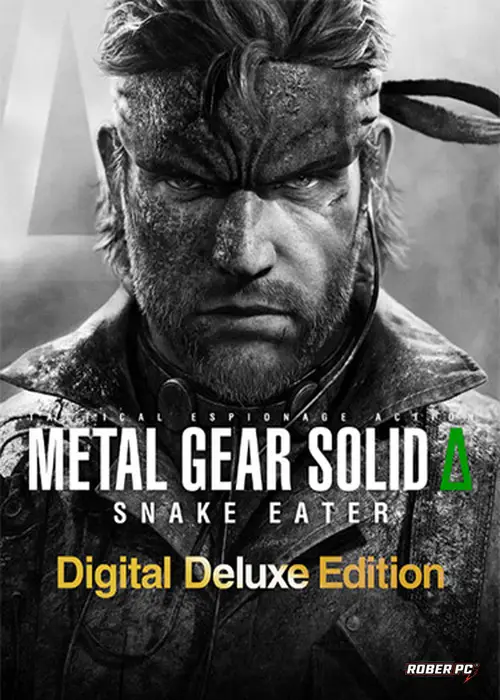 TACTICAL ESPIONAGE ACTION
METAL GEAR SOLID Δ
SNAKE EATER
Digital Deluxe Edition
ROBER PC